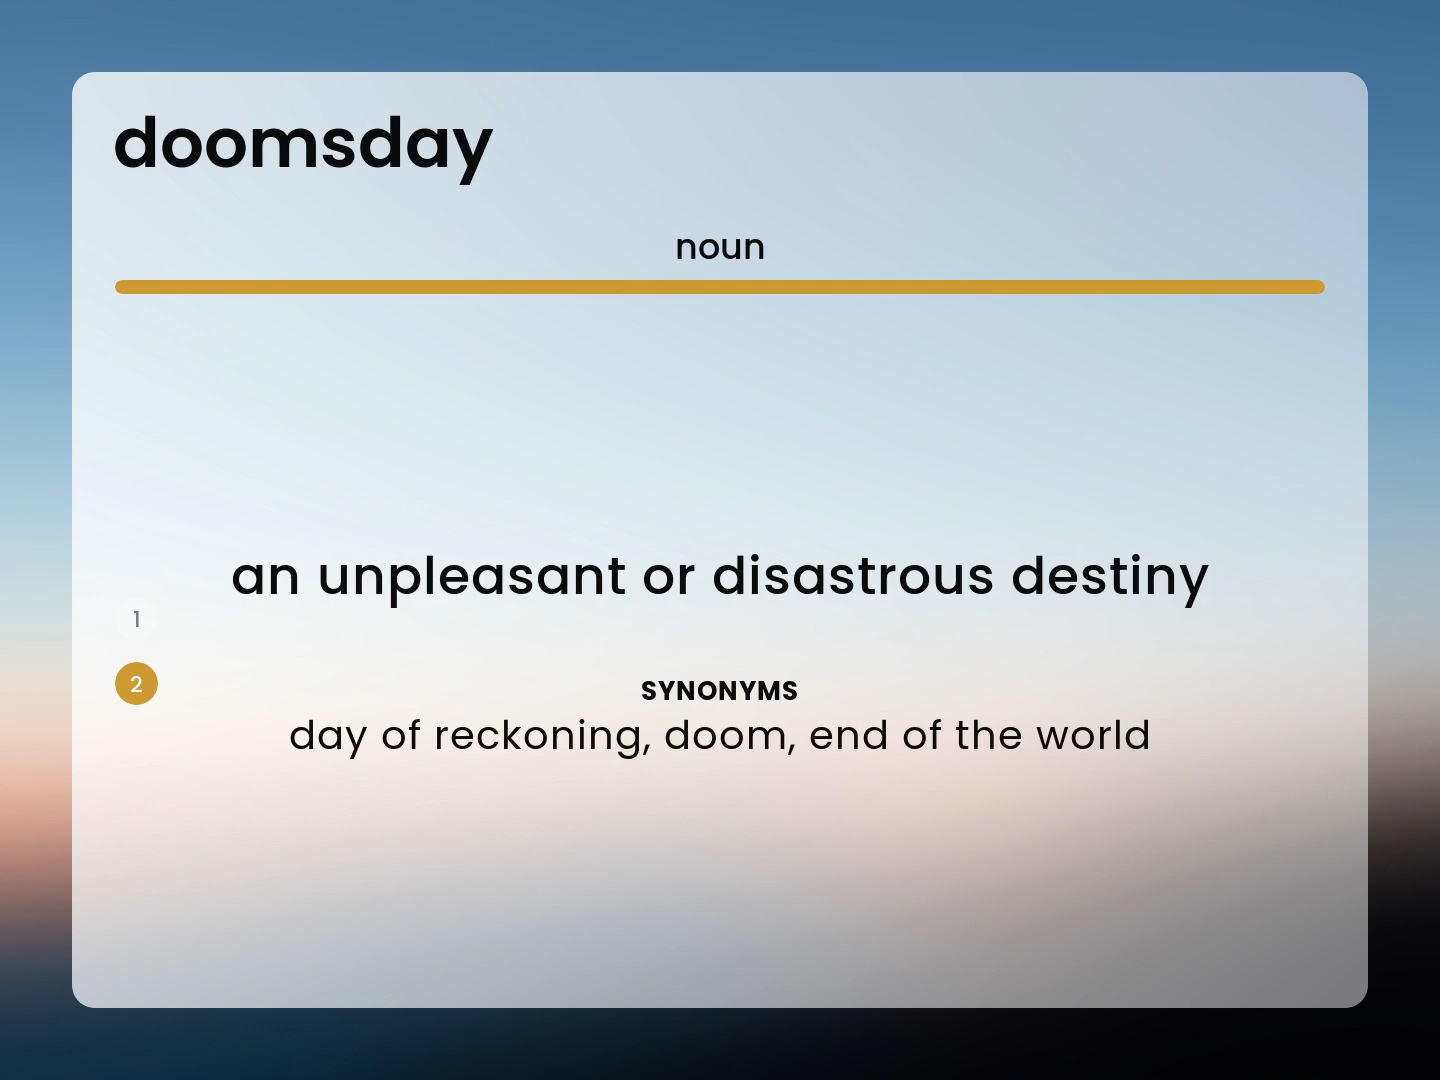 doomsday
noun
an unpleasant or disastrous destiny
1
2
SYNONYMS
day of reckoning, doom, end of the world